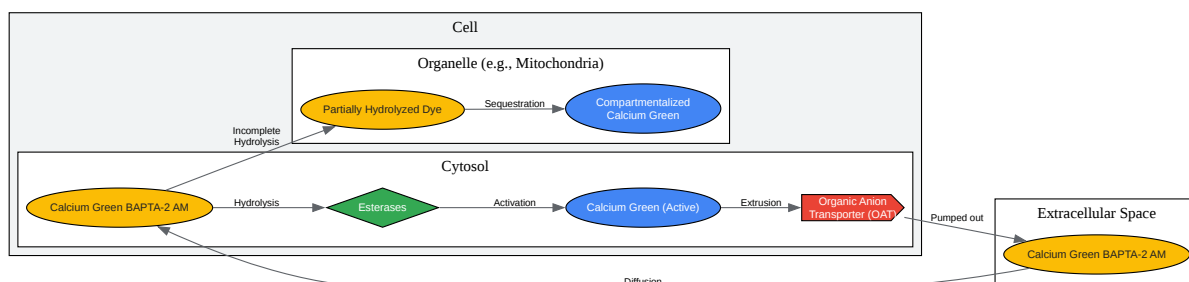 Cell
Organelle (e.g., Mitochondria)
Partially Hydrolyzed Dye
Sequestration
Compartmentalized
Calcium Green
Incomplete
Hydrolysis
Cytosol
Calcium Green BAPTA-2 AM
Hydrolysis
Esterases
Activation
Calcium Green (Active)
Extrusion
Organic Anion
Transporter (OAT)
Pumped out
Extracellular Space
Calcium Green BAPTA-2 AM
Diffusion